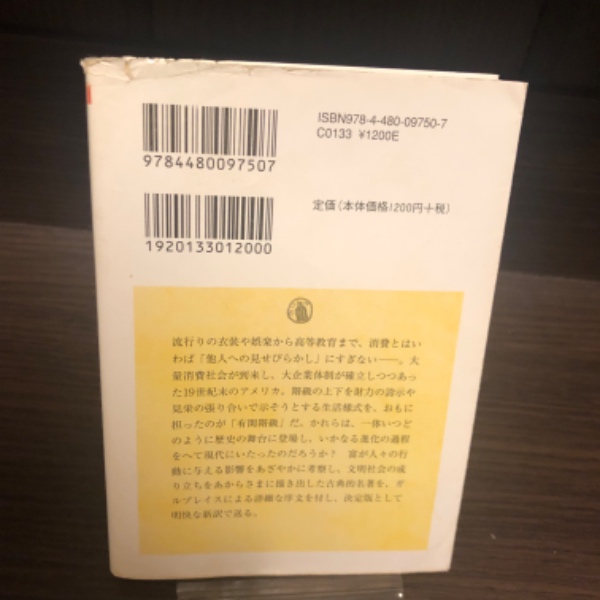 ISBN978-4-480-09750-7
C0133 ¥1200E
9784480097507
定価(本体価格1200円+税)
1920133012000
流行りの衣装や娯楽から高等教育まで、消費とはい
わば「他人への見せびらかし」にすぎない──。大
量消費社会が到来し、大企業体制が確立しつつあっ
た19世紀末のアメリカ。階級の上下を財力の誇示や
見栄の張り合いで示そうとする生活様式を、おもに
担ったのが「有閑階級」だ。かれらは、一体いつど
のように歴史の舞台に登場し、いかなる進化の過程
をへて現代にいたったのだろうか? 富が人々の行
動に与える影響をあざやかに考察し、文明社会の成
り立ちをあからさまに描き出した古典的名著を、ガ
ルブレイスによる詳細な序文を付し、決定版として
明快な新訳で送る。